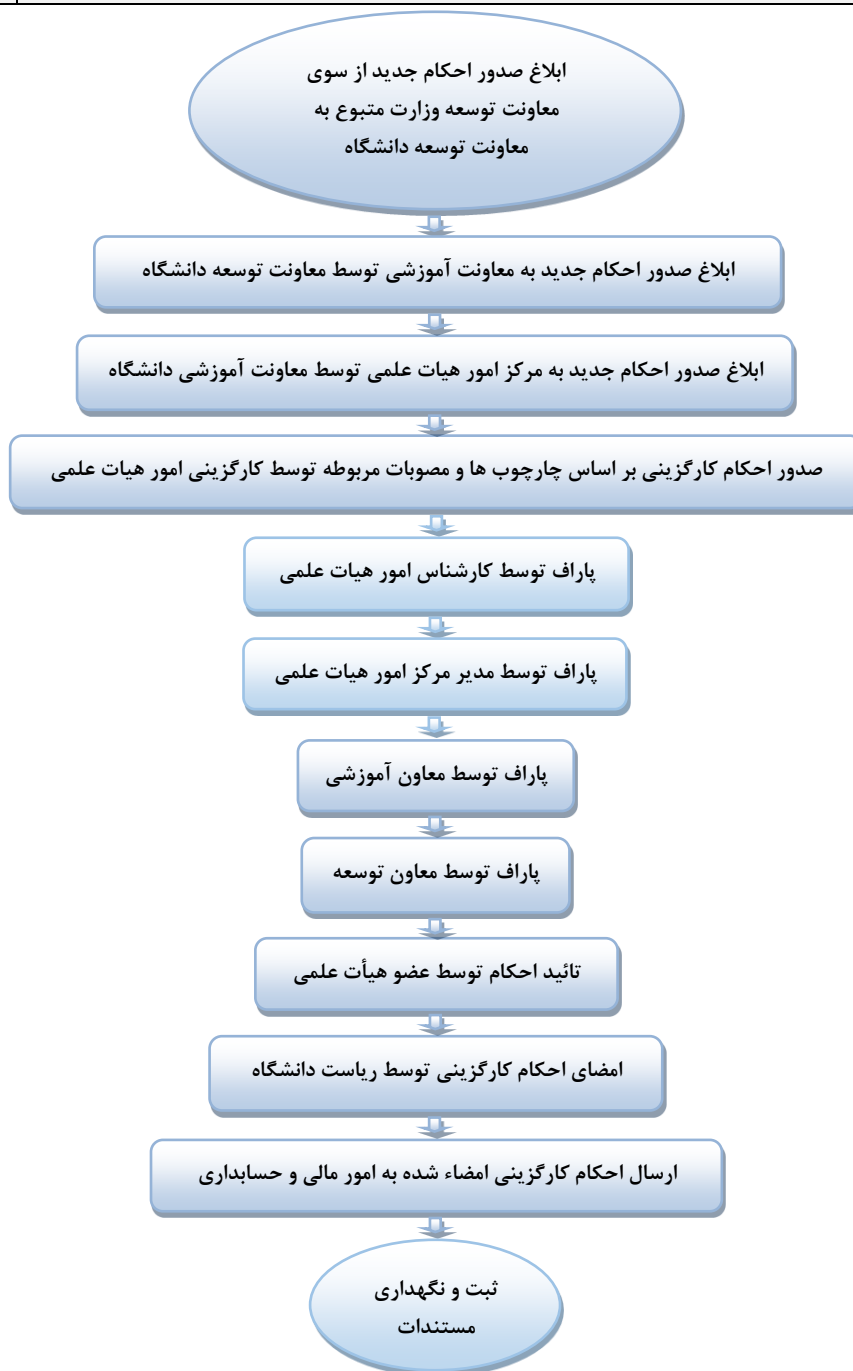 ابلاغ صدور احکام جدید از سوی
معاونت توسعه وزارت متبوع به
معاونت توسعه دانشگاه
ابلاغ صدور احکام جدید به معاونت آموزشی توسط معاونت توسعه دانشگاه
ابلاغ صدور احکام جدید به مرکز امور هیات علمی توسط معاونت آموزشی دانشگاه
صدور احکام کارگزینی بر اساس چارچوب ها و مصوبات مربوطه توسط کارگزینی امور هیات علمی
پاراف توسط کارشناس امور هیات علمی
پاراف توسط مدیر مرکز امور هیات علمی
پاراف توسط معاون آموزشی
پاراف توسط معاون توسعه
تائید احکام توسط عضو هیأت علمی
امضای احکام کارگزینی توسط ریاست دانشگاه
ارسال احکام کارگزینی امضاء شده به امور مالی و حسابداری
ثبت و نگهداری
مستندات